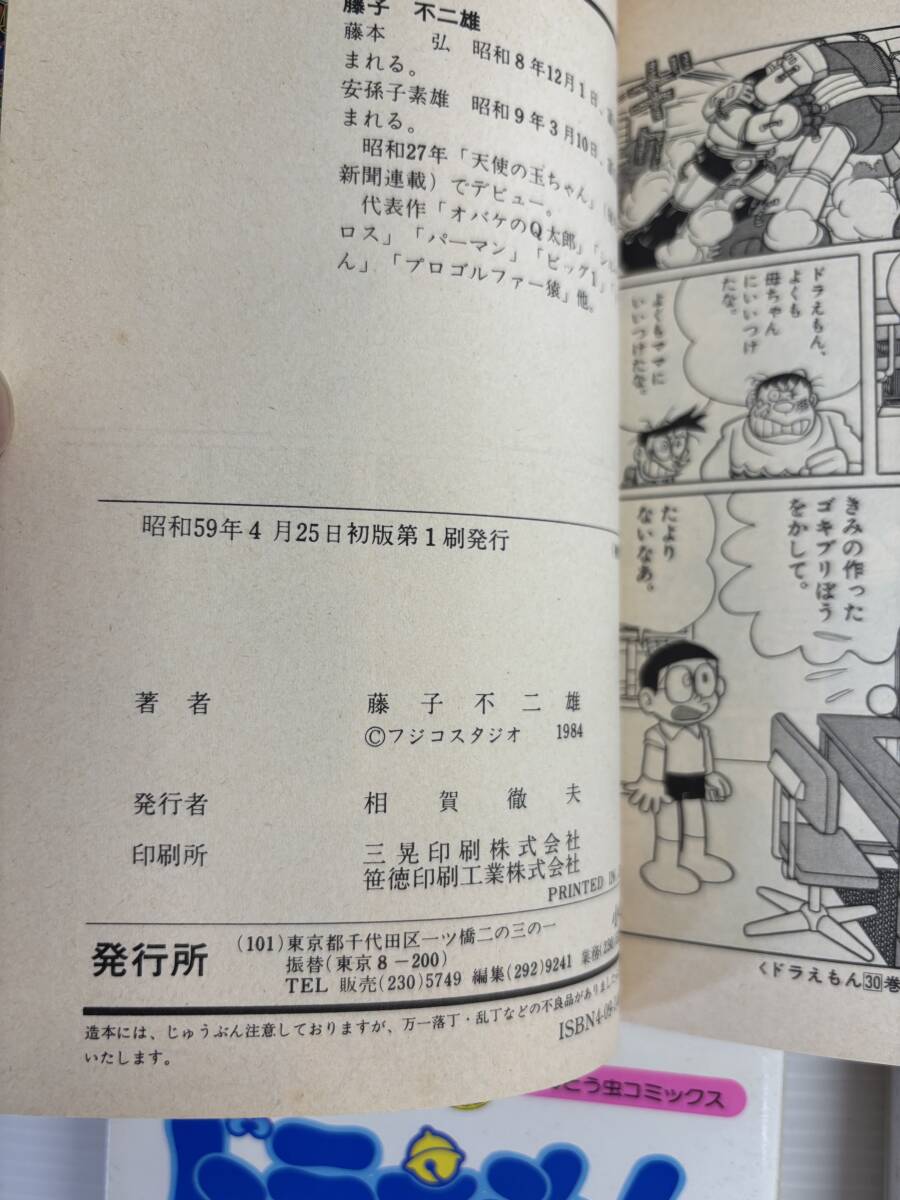 藤子 不二雄
藤本 弘 昭和8年12月1日、
まれる。
安孫子素雄 昭和9年3月10日、
まれる。
昭和27年「天使の玉ちゃん」(
新聞連載)でデビュー。
代表作「オバケのQ太郎」「シ
ロス」「パーマン」「ビッグ1」
ん」「プロゴルファー猿」他。
昭和59年4月25日初版第1刷発行
著者 藤子不二雄
©フジコスタジオ 1984
発行者 相賀徹夫
印刷所 三晃印刷株式会社
笹徳印刷工業株式会社
PRINTED IN
発行所 (101)東京都千代田区一ツ橋二の三の一
振替(東京8-200)
TEL 販売(230)5749 編集(292)9241 業務(230)
造本には、じゅうぶん注意しておりますが、万一落丁・乱丁などの不良品がありましたら
いたします。
ISBN4-09-
ギギリ
ドラえもん、
よくも
母ちゃん
にいいつけ
たな。
よくもママに
いいつけたな。
きみの作った
ゴキブリぼう
をかして。
たより
ないなあ。
〈ドラえもん30巻
とう虫コミックス
ドラえもん